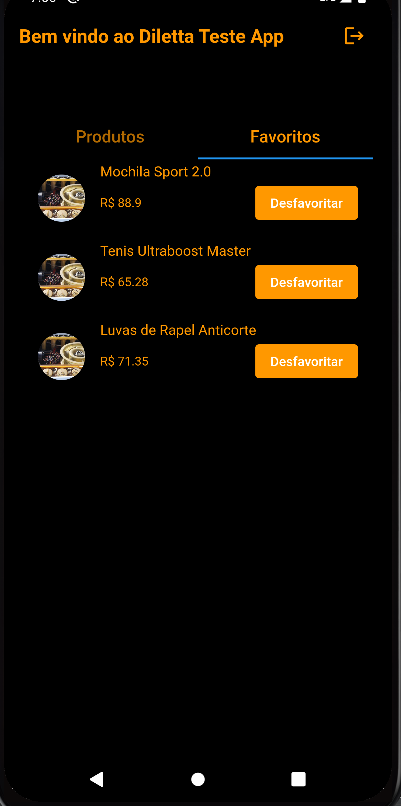 Bem vindo ao Diletta Teste App
Produtos
Favoritos
Mochila Sport 2.0
R$ 88.9
Desfavoritar
Tenis Ultraboost Master
R$ 65.28
Desfavoritar
Luvas de Rapel Anticorte
R$ 71.35
Desfavoritar